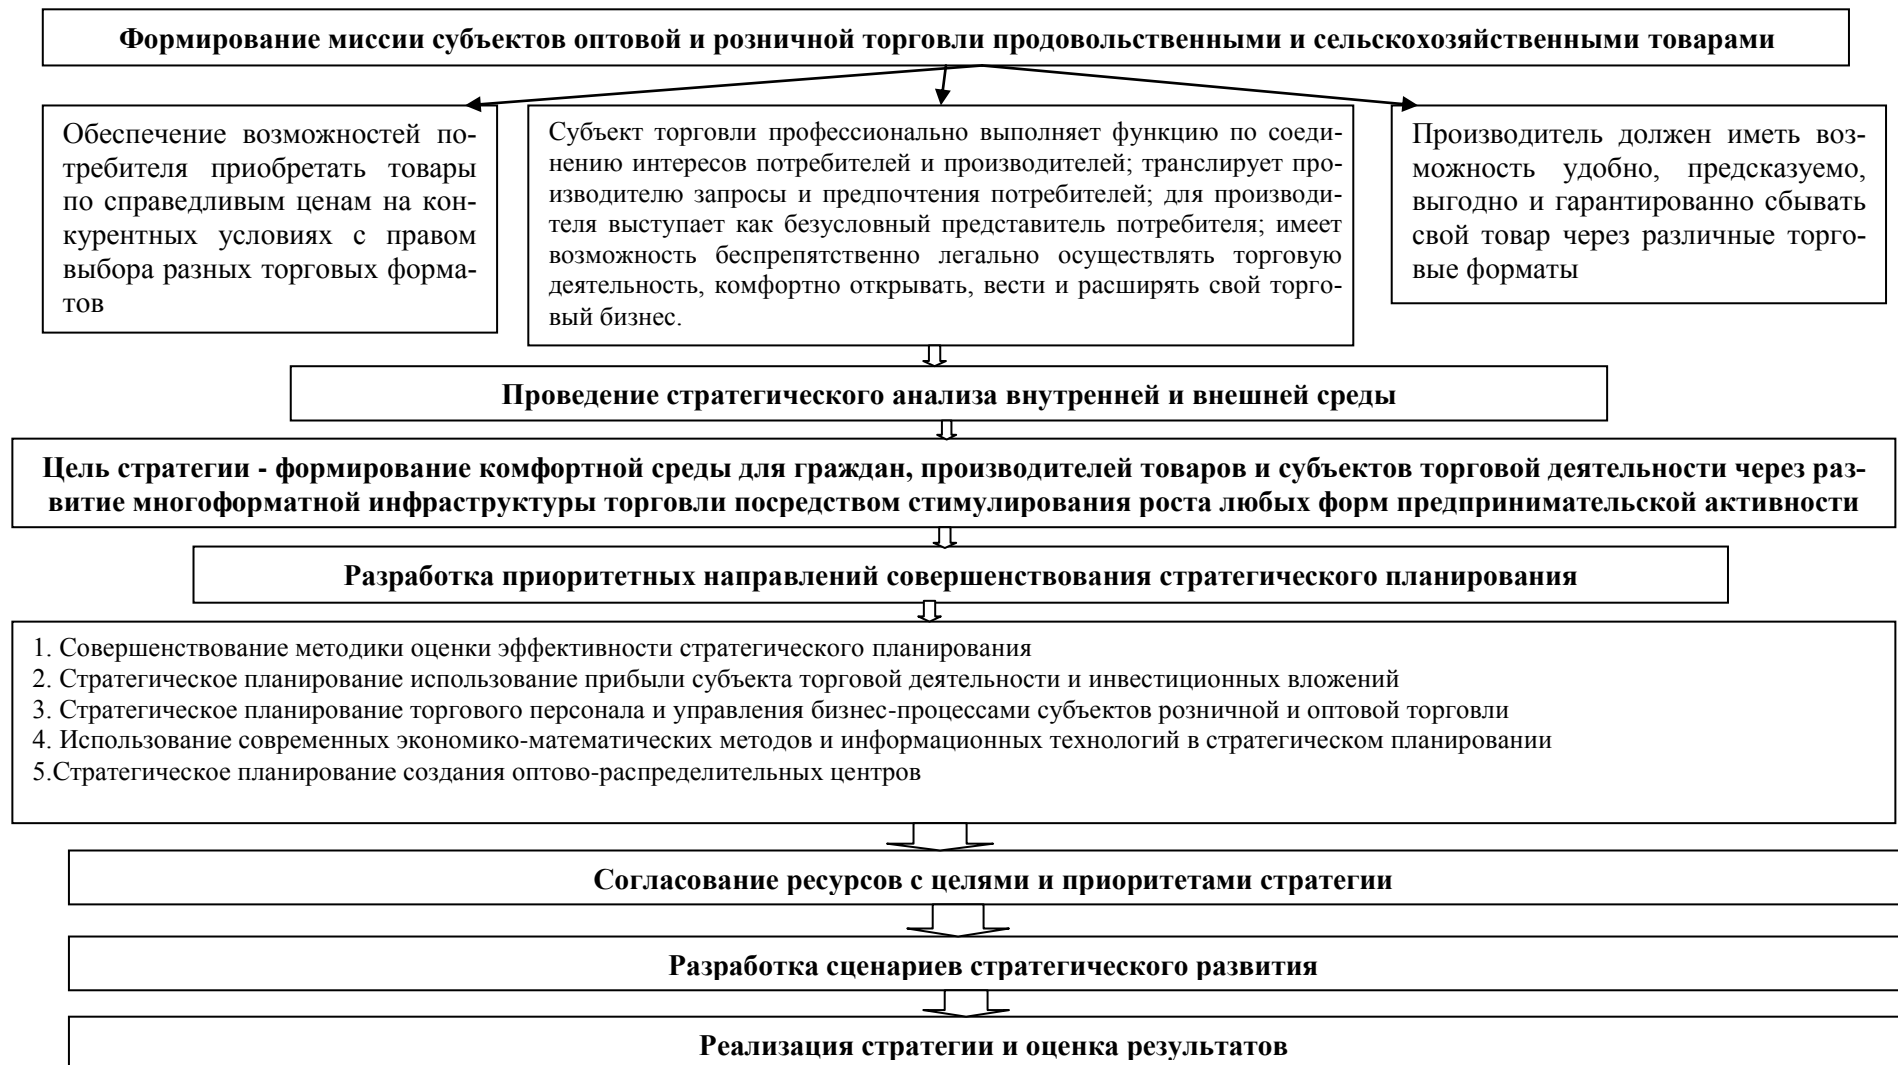 Формирование миссии субъектов оптовой и розничной торговли продовольственными и сельскохозяйственными товарами
Обеспечение возможностей по-
требителя приобретать товары
по справедливым ценам на кон-
курентных условиях с правом
выбора разных торговых форма-
тов
Субъект торговли профессионально выполняет функцию по соеди-
нению интересов потребителей и производителей; транслирует про-
изводителю запросы и предпочтения потребителей; для производи-
теля выступает как безусловный представитель потребителя; имеет
возможность беспрепятственно легально осуществлять торговую
деятельность, комфортно открывать, вести и расширять свой торго-
вый бизнес.
Производитель должен иметь воз-
можность удобно, предсказуемо,
выгодно и гарантированно сбывать
свой товар через различные торго-
вые форматы
Проведение стратегического анализа внутренней и внешней среды
Цель стратегии - формирование комфортной среды для граждан, производителей товаров и субъектов торговой деятельности через раз-
витие многоформатной инфраструктуры торговли посредством стимулирования роста любых форм предпринимательской активности
Разработка приоритетных направлений совершенствования стратегического планирования
1. Совершенствование методики оценки эффективности стратегического планирования
2. Стратегическое планирование использование прибыли субъекта торговой деятельности и инвестиционных вложений
3. Стратегическое планирование торгового персонала и управления бизнес-процессами субъектов розничной и оптовой торговли
4. Использование современных экономико-математических методов и информационных технологий в стратегическом планировании
5.Стратегическое планирование создания оптово-распределительных центров
Согласование ресурсов с целями и приоритетами стратегии
Разработка сценариев стратегического развития
Реализация стратегии и оценка результатов